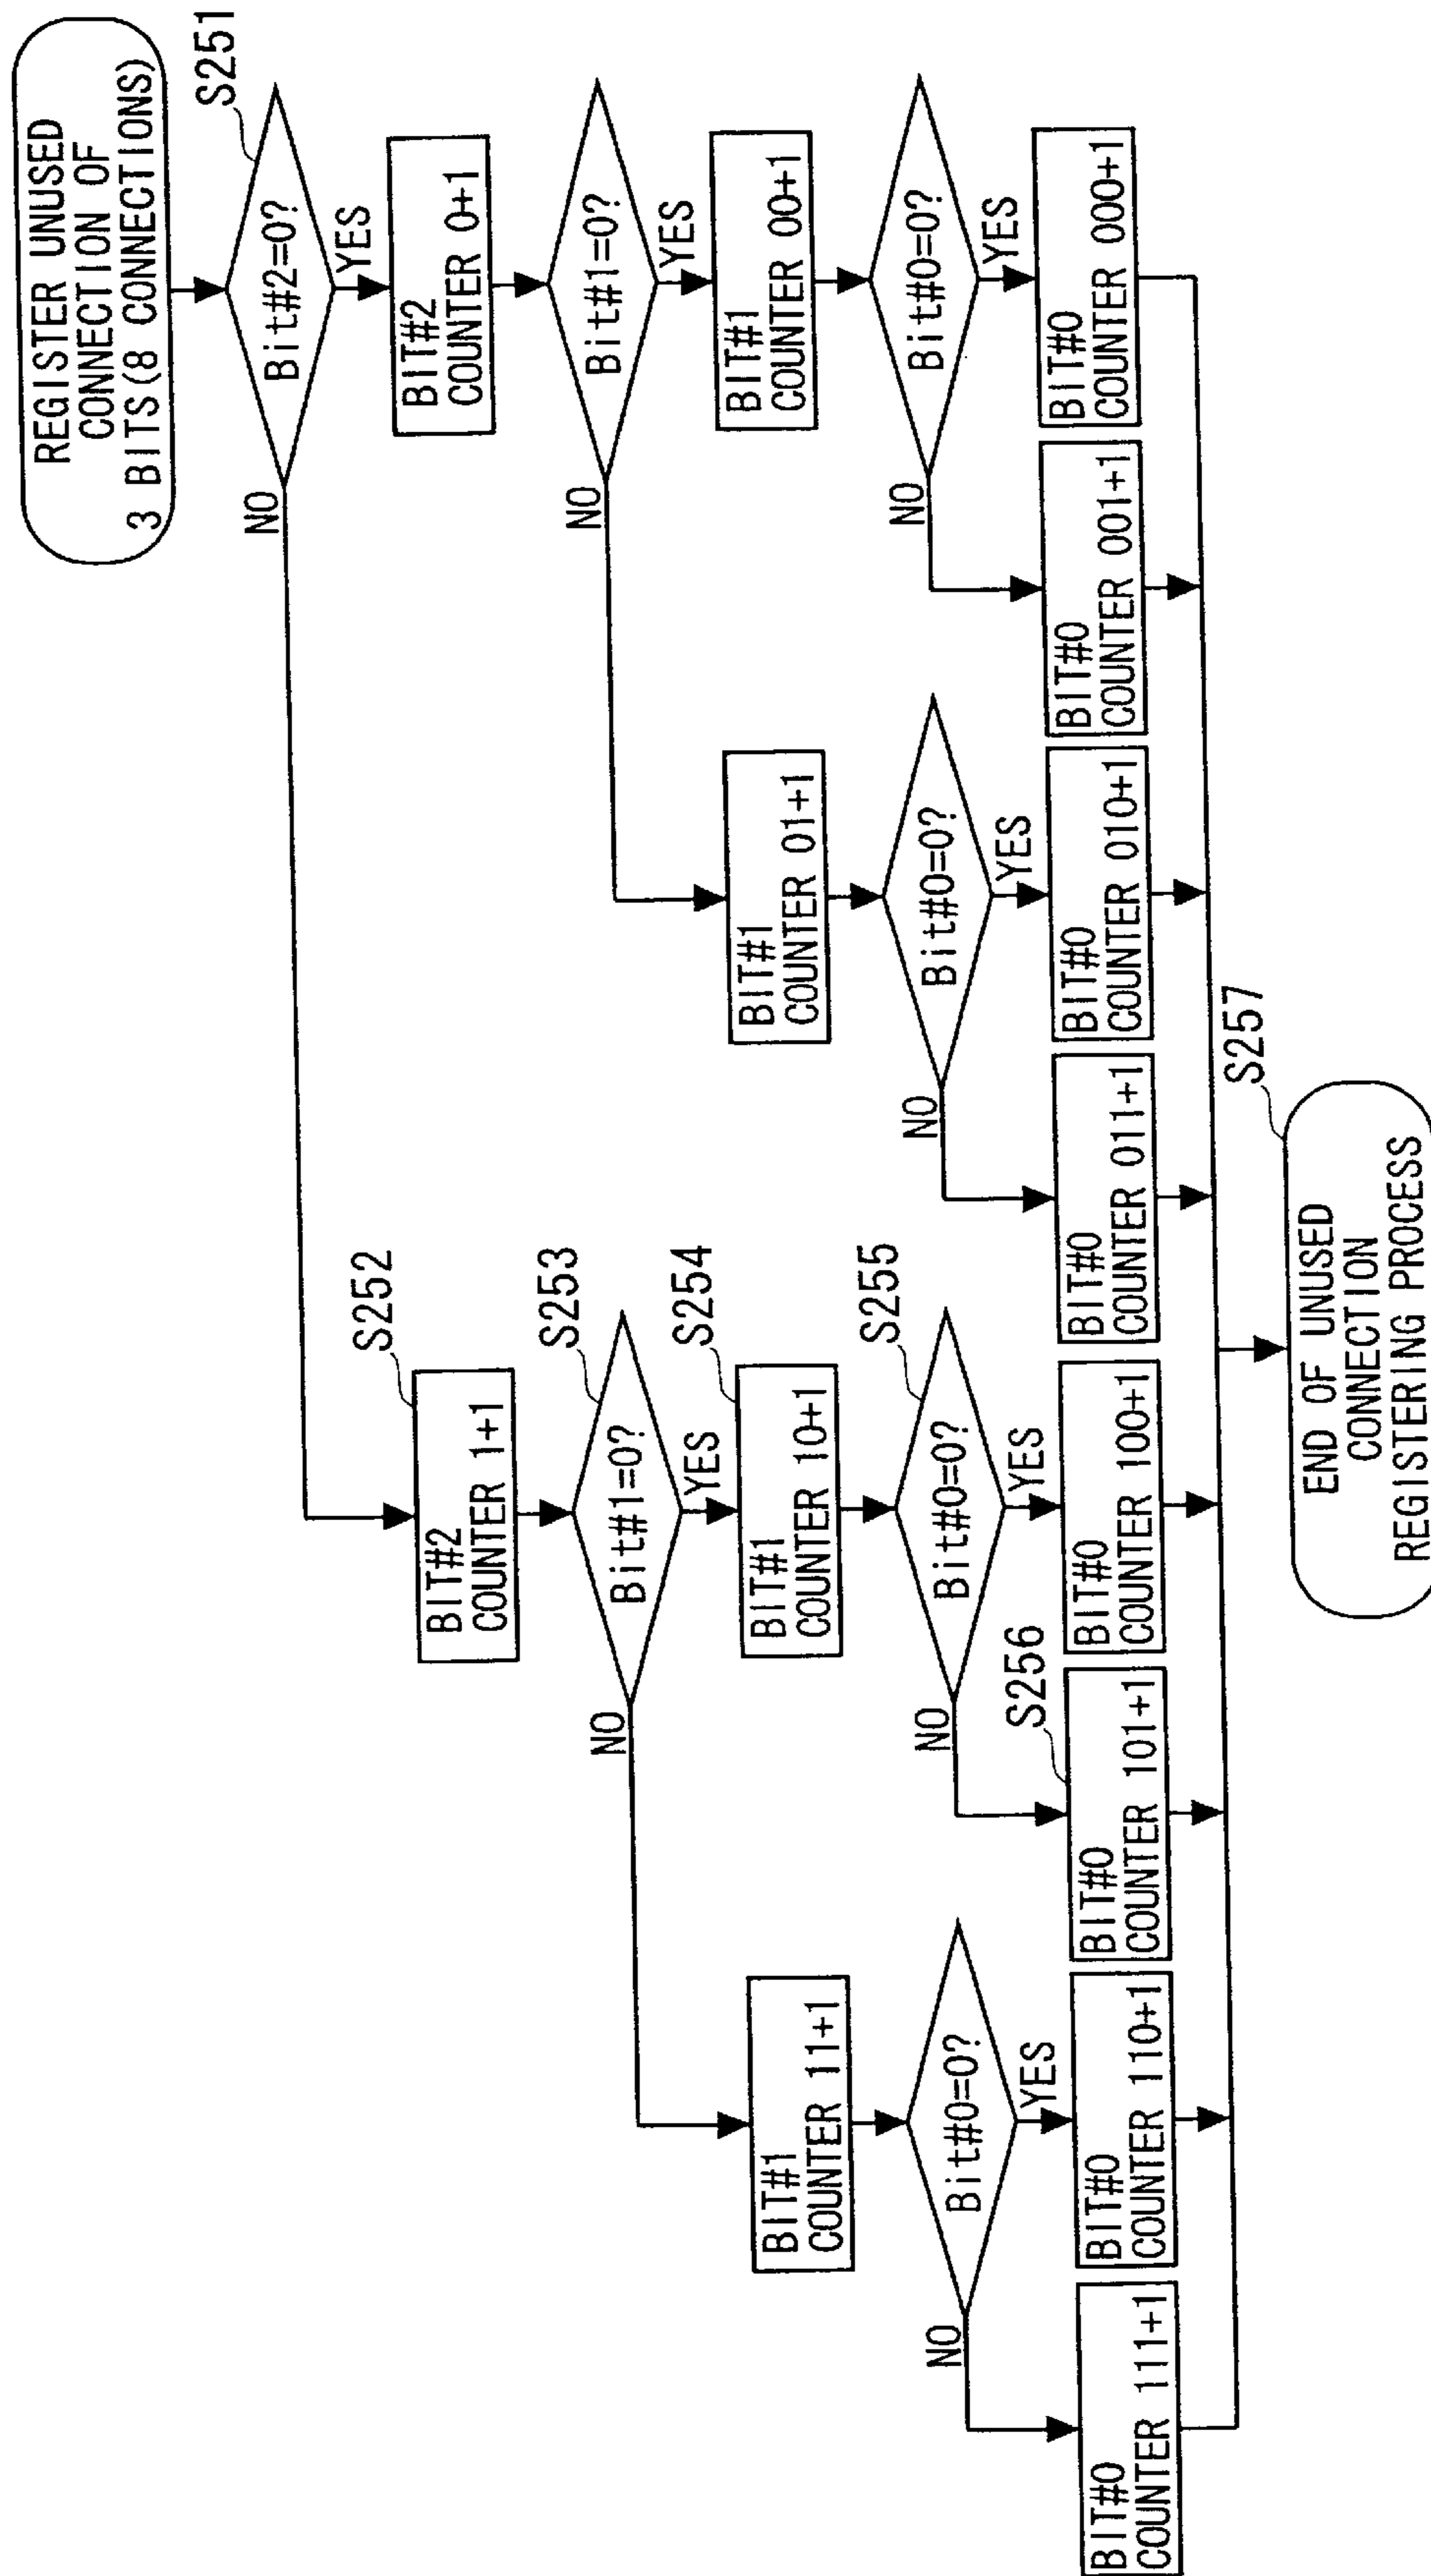 REGISTER UNUSED
CONNECTION OF
3 BITS(8 CONNECTIONS)
S251
Bit#2=0?
NO
YES
S252
BIT#2
COUNTER 1+1
BIT#2
COUNTER 0+1
S253
Bit#1=0?
NO
YES
Bit#1=0?
NO
YES
BIT#1
COUNTER 11+1
S254
BIT#1
COUNTER 10+1
BIT#1
COUNTER 01+1
BIT#1
COUNTER 00+1
Bit#0=0?
NO
YES
S255
Bit#0=0?
NO
YES
Bit#0=0?
NO
YES
Bit#0=0?
NO
YES
BIT#0
COUNTER 111+1
BIT#0
COUNTER 110+1
S256
BIT#0
COUNTER 101+1
BIT#0
COUNTER 100+1
BIT#0
COUNTER 011+1
BIT#0
COUNTER 010+1
BIT#0
COUNTER 001+1
BIT#0
COUNTER 000+1
S257
END OF UNUSED
CONNECTION
REGISTERING PROCESS